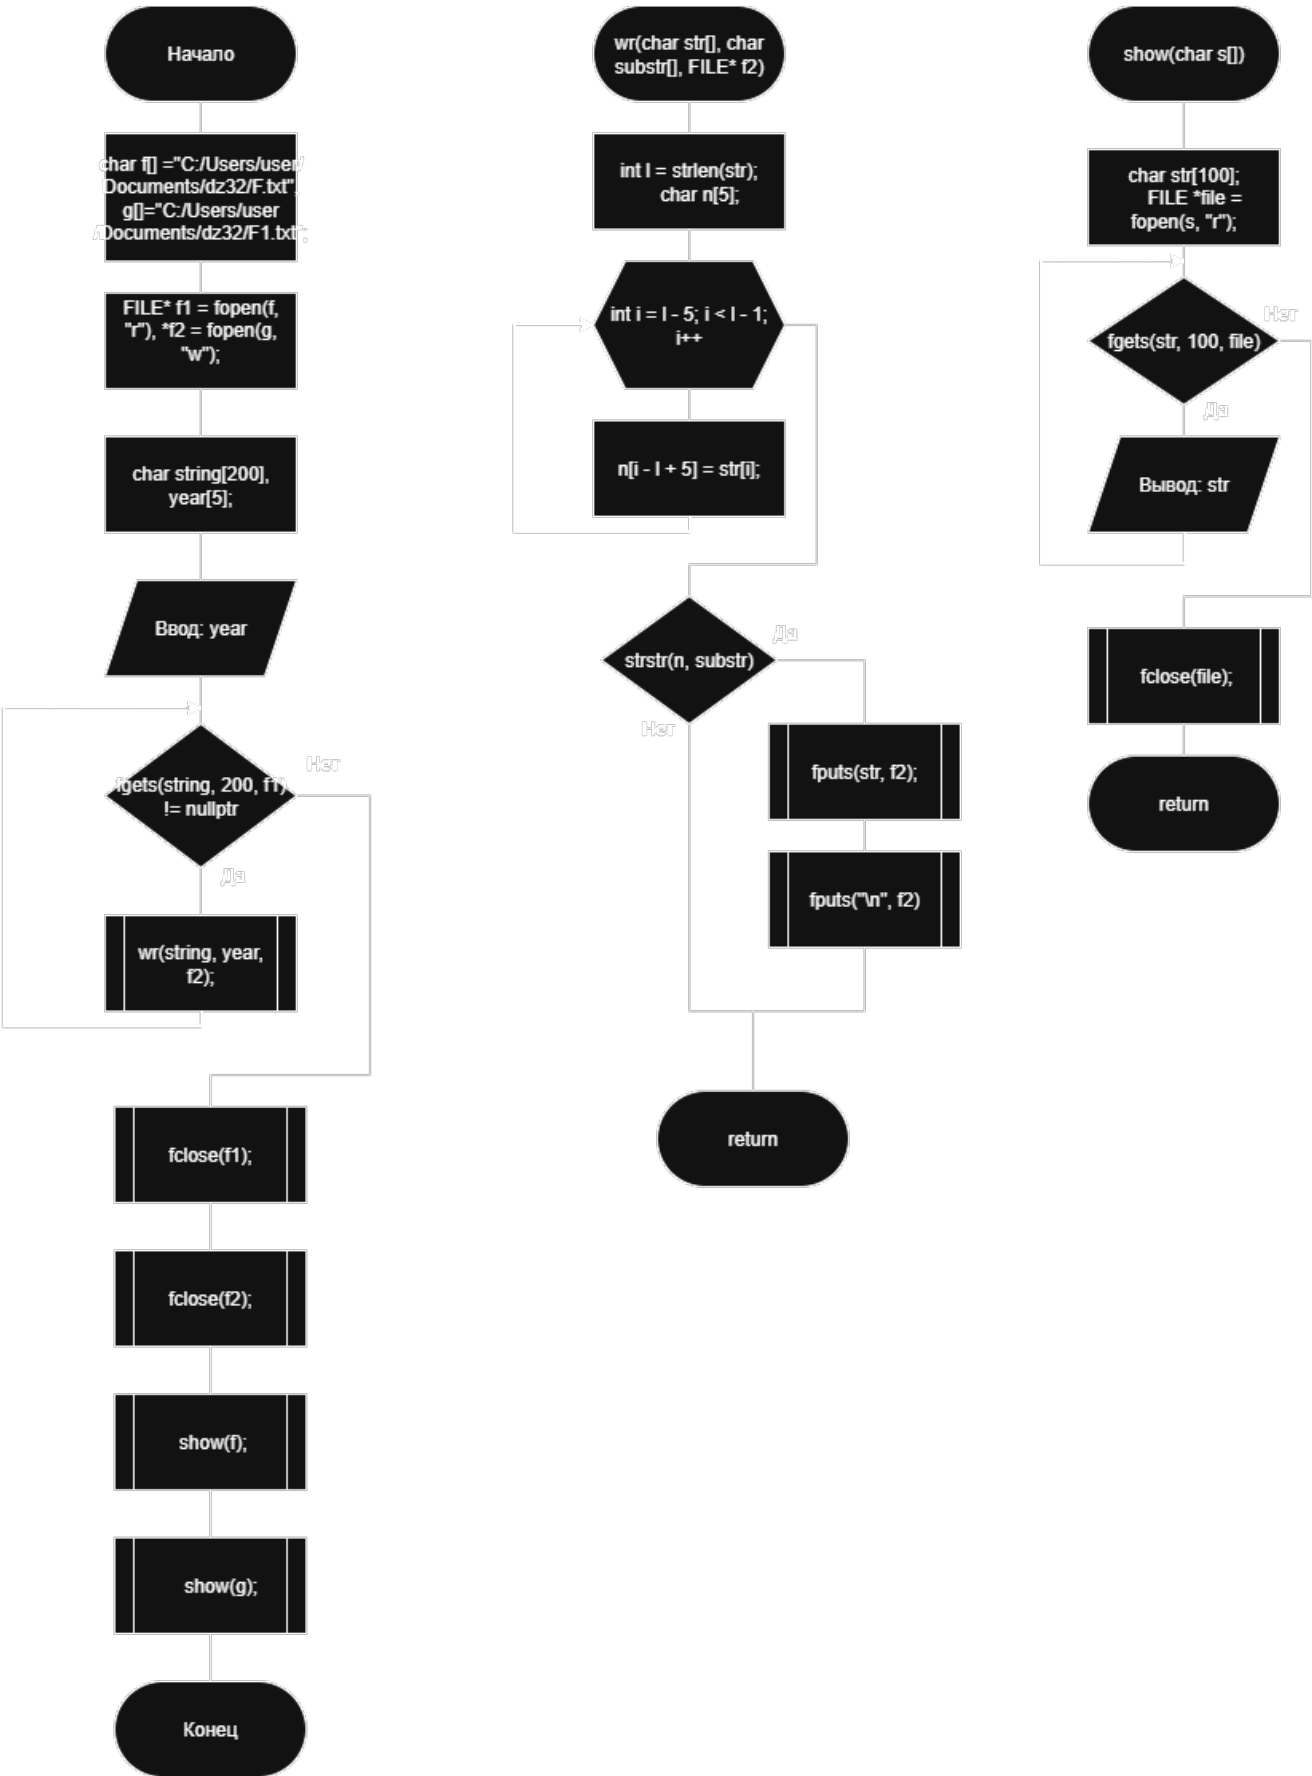 Начало
char f[] ="C:/Users/user/
Documents/dz32/F.txt",
g[]="C:/Users/user
/Documents/dz32/F1.txt";
FILE* f1 = fopen(f,
"r"), *f2 = fopen(g,
"w");
char string[200],
year[5];
Ввод: year
fgets(string, 200, f1)
!= nullptr
Нет
Да
wr(string, year,
f2);
fclose(f1);
fclose(f2);
show(f);
show(g);
Конец
wr(char str[], char
substr[], FILE* f2)
int l = strlen(str);
char n[5];
int i = l - 5; i < l - 1;
i++
n[i - l + 5] = str[i];
strstr(n, substr)
Да
Нет
fputs(str, f2);
fputs("\n", f2)
return
show(char s[])
char str[100];
FILE *file =
fopen(s, "r");
fgets(str, 100, file)
Нет
Да
Вывод: str
fclose(file);
return